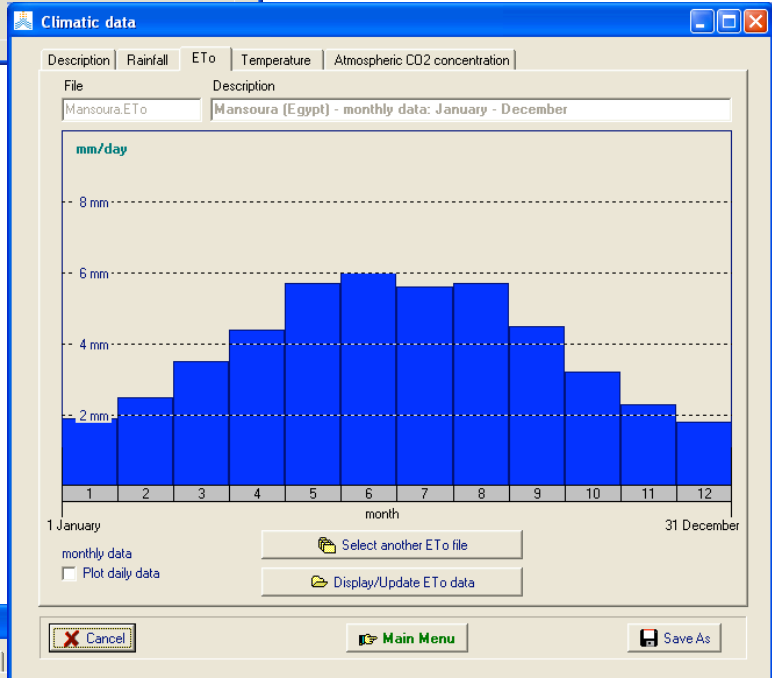 Climatic data
Description Rainfall ETo Temperature Atmospheric CO2 concentration
File Description
Mansoura.ETo Mansoura (Egypt) - monthly data: January - December
mm/day
8 mm
6 mm
4 mm
2 mm
1 2 3 4 5 6 7 8 9 10 11 12
month
1 January 31 December
monthly data
Select another ETo file
Plot daily data
Display/Update ETo data
Cancel Main Menu Save As